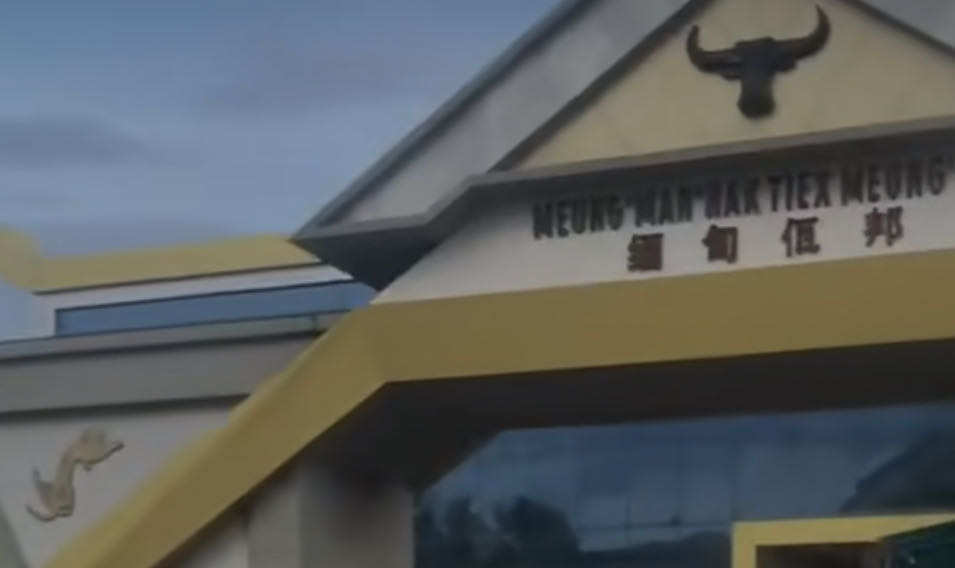 MEUNG MAN HAK TIEX MEUNG
缅甸佤邦